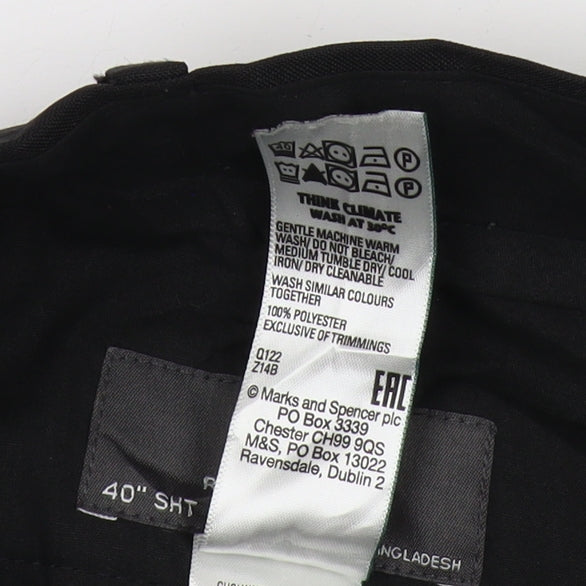 P
P
THINK CLIMATE
WASH AT 30°C
GENTLE MACHINE WARM
WASH/ DO NOT BLEACH/
MEDIUM TUMBLE DRY/ COOL
IRON/ DRY CLEANABLE
WASH SIMILAR COLOURS
TOGETHER
100% POLYESTER
EXCLUSIVE OF TRIMMINGS
Q122
Z14B
EAC
© Marks and Spencer plc
PO Box 3339
Chester CH99 9QS
M&S, PO Box 13022
Ravensdale, Dublin 2
40" SHT
NGLADESH